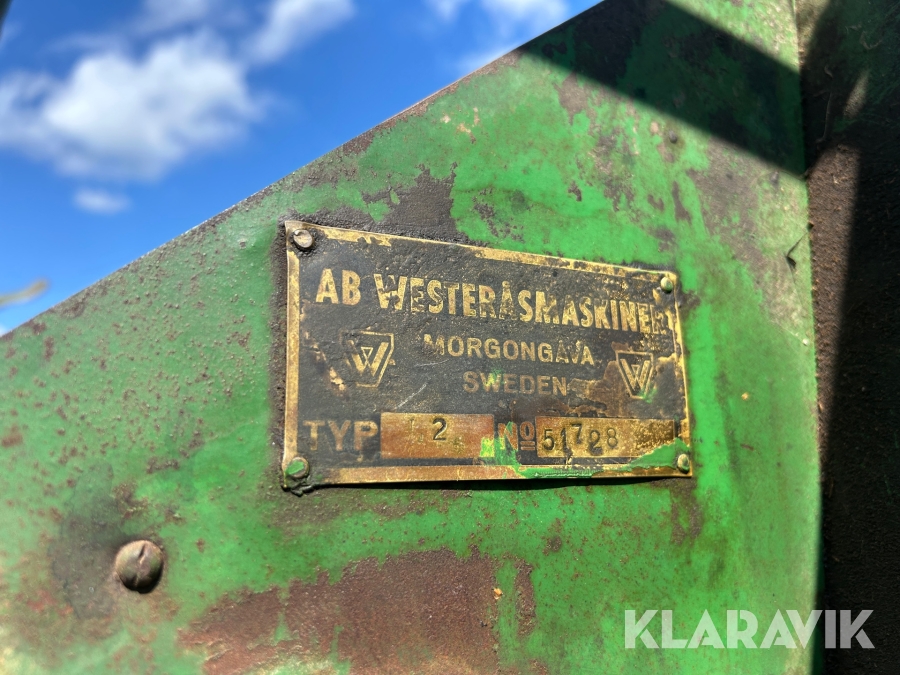 AB WESTERÅSMASKINER
MORGONGÅVA
W W
SWEDEN
TYP 2 No 51728
KLARAVIK